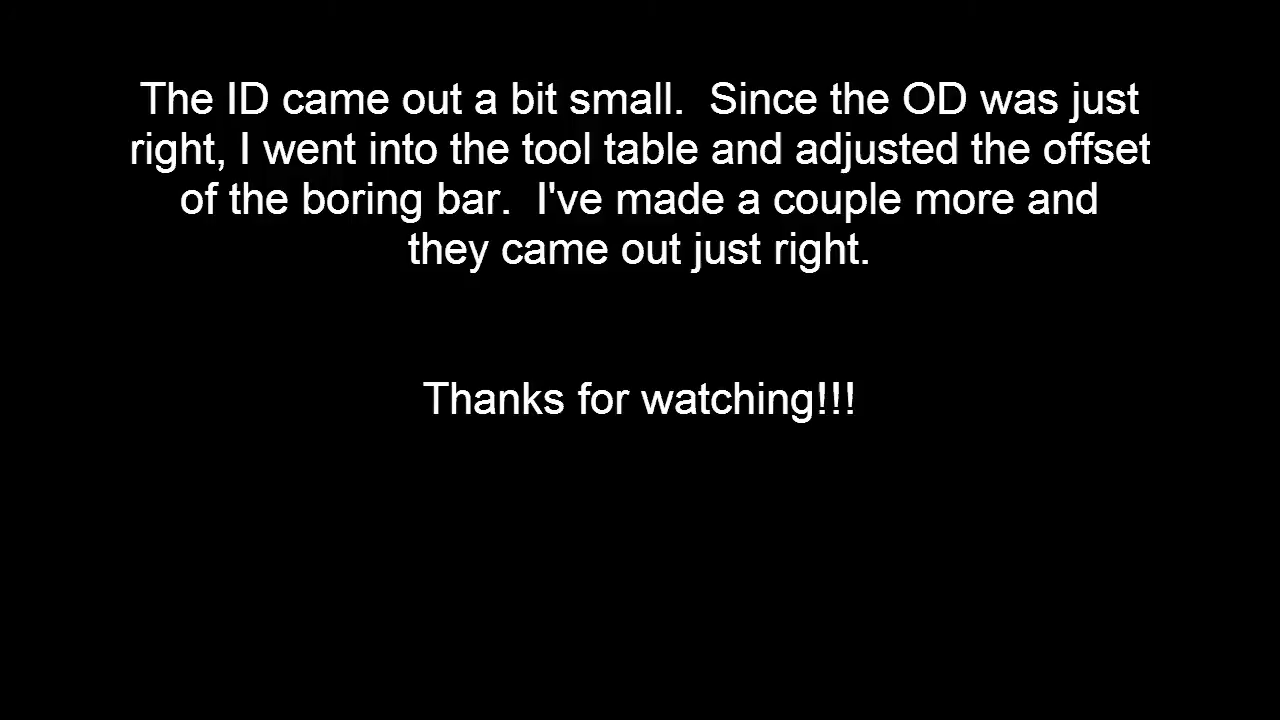 The ID came out a bit small.  Since the OD was just
right, I went into the tool table and adjusted the offset
of the boring bar.  I've made a couple more and
they came out just right.
Thanks for watching!!!